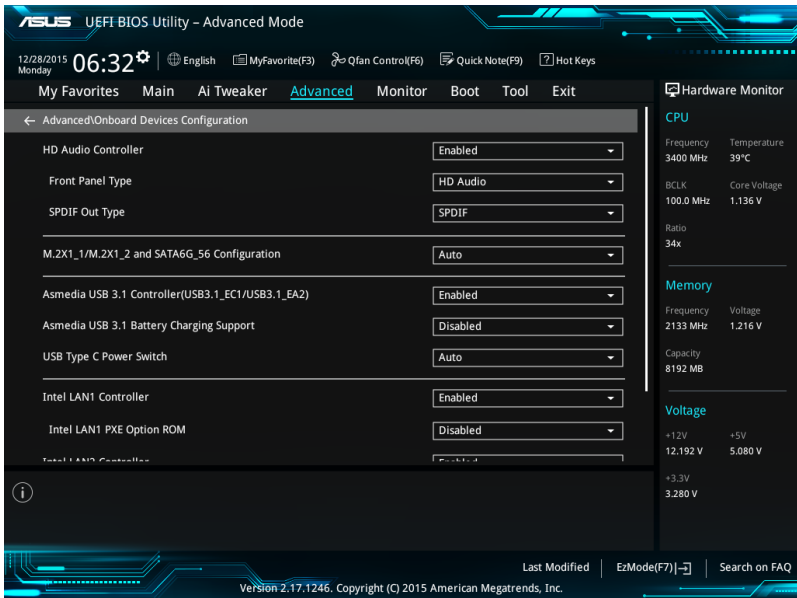 ASUS UEFI BIOS Utility – Advanced Mode
12/28/2015 Monday 06:32 English MyFavorite(F3) Qfan Control(F6) Quick Note(F9) ? Hot Keys
My Favorites Main Ai Tweaker Advanced Monitor Boot Tool Exit
← Advanced\Onboard Devices Configuration
HD Audio Controller Enabled
Front Panel Type HD Audio
SPDIF Out Type SPDIF
M.2X1_1/M.2X1_2 and SATA6G_56 Configuration Auto
Asmedia USB 3.1 Controller(USB3.1_EC1/USB3.1_EA2) Enabled
Asmedia USB 3.1 Battery Charging Support Disabled
USB Type C Power Switch Auto
Intel LAN1 Controller Enabled
Intel LAN1 PXE Option ROM Disabled
Intel LAN2 Controller Enabled
Hardware Monitor
CPU
Frequency Temperature
3400 MHz 39°C
BCLK Core Voltage
100.0 MHz 1.136 V
Ratio
34x
Memory
Frequency Voltage
2133 MHz 1.216 V
Capacity
8192 MB
Voltage
+12V +5V
12.192 V 5.080 V
+3.3V
3.280 V
Last Modified EzMode(F7) Search on FAQ
Version 2.17.1246. Copyright (C) 2015 American Megatrends, Inc.